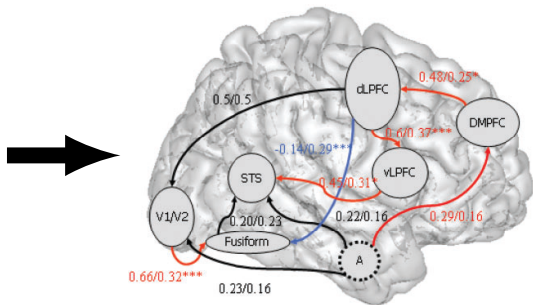 0.48/0.25*
dLPFC
0.5/0.5
DMPFC
0.6/0.37***
-0.14/0.29***
vLPFC
STS
0.45/0.31*
V1/V2
0.20/0.23
0.22/0.16
0.29/0.16
Fusiform
A
0.66/0.32***
0.23/0.16